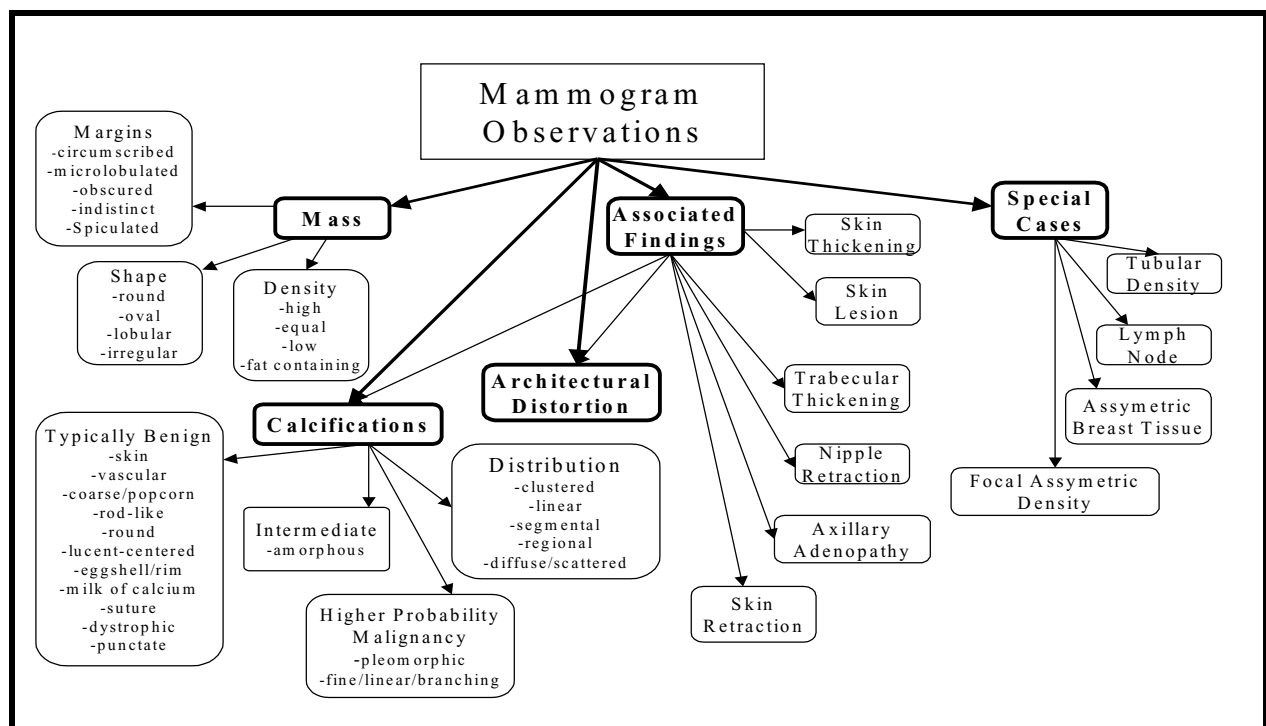 Mammogram
Observations
Margins
-circumscribed
-microlobulated
-obscured
-indistinct
-Spiculated
Mass
Shape
-round
-oval
-lobular
-irregular
Density
-high
-equal
-low
-fat containing
Associated
Findings
Skin
Thickening
Skin
Lesion
Special
Cases
Tubular
Density
Lymph
Node
Assymetric
Breast Tissue
Focal Assymetric
Density
Architectural
Distortion
Trabecular
Thickening
Nipple
Retraction
Axillary
Adenopathy
Skin
Retraction
Calcifications
Typically Benign
-skin
-vascular
-coarse/popcorn
-rod-like
-round
-lucent-centered
-eggshell/rim
-milk of calcium
-suture
-dystrophic
-punctate
Intermediate
-amorphous
Distribution
-clustered
-linear
-segmental
-regional
-diffuse/scattered
Higher Probability
Malignancy
-pleomorphic
-fine/linear/branching